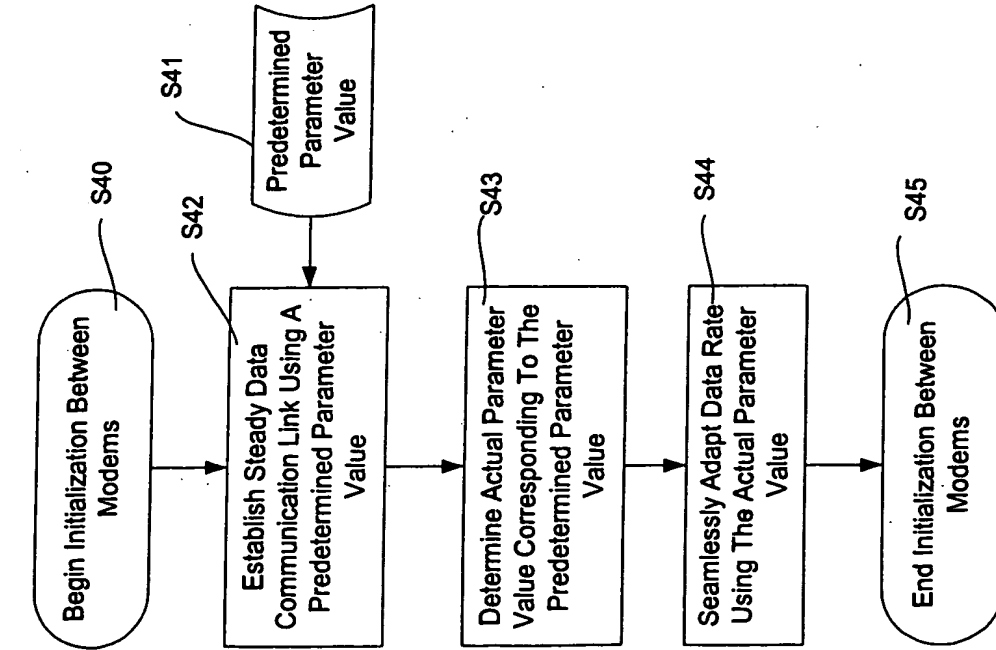 S40
Begin Initialization Between
Modems
S41
Predetermined
Parameter
Value
S42
Establish Steady Data
Communication Link Using A
Predetermined Parameter
Value
S43
Determine Actual Parameter
Value Corresponding To The
Predetermined Parameter
Value
S44
Seamlessly Adapt Data Rate
Using The Actual Parameter
Value
S45
End Initialization Between
Modems